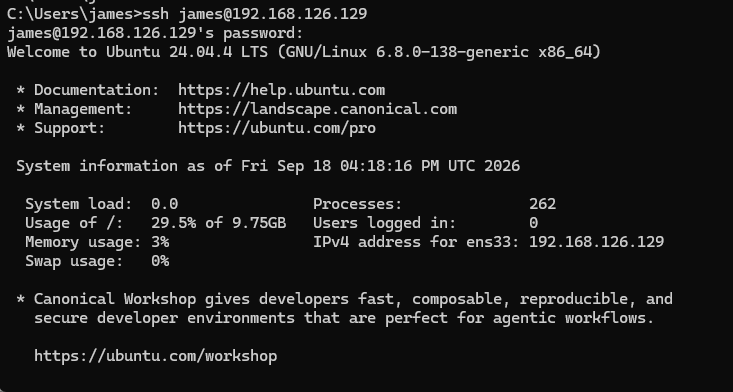 C:\Users\james>ssh james@192.168.126.129
james@192.168.126.129's password:
Welcome to Ubuntu 24.04.4 LTS (GNU/Linux 6.8.0-138-generic x86_64)

 * Documentation:  https://help.ubuntu.com
 * Management:     https://landscape.canonical.com
 * Support:        https://ubuntu.com/pro

 System information as of Fri Sep 18 04:18:16 PM UTC 2026

  System load:  0.0               Processes:              262
  Usage of /:   29.5% of 9.75GB   Users logged in:        0
  Memory usage: 3%                IPv4 address for ens33: 192.168.126.129
  Swap usage:   0%

 * Canonical Workshop gives developers fast, composable, reproducible, and
   secure developer environments that are perfect for agentic workflows.

   https://ubuntu.com/workshop